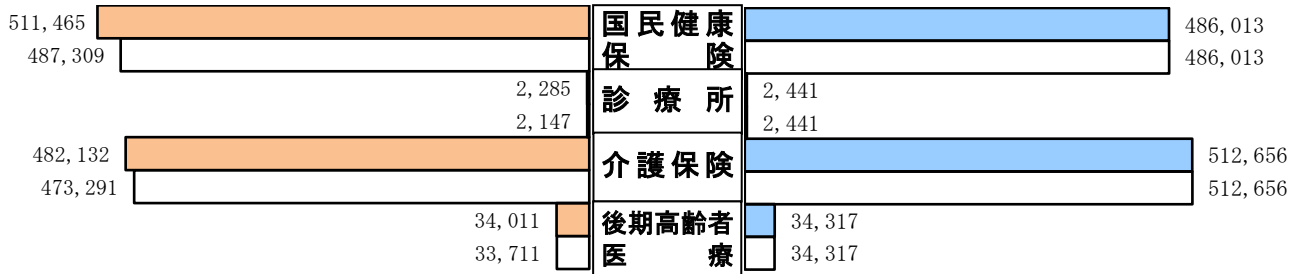 511,465 国民健康 486,013
487,309 保険 486,013
2,285 診療所 2,441
2,147 2,441
482,132 介護保険 512,656
473,291 512,656
34,011 後期高齢者 34,317
33,711 医療 34,317